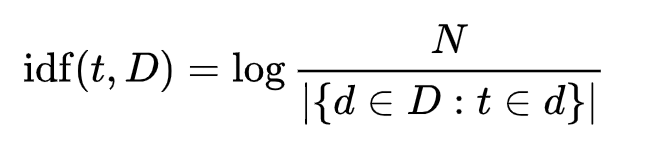 idf(t, D) = log N / |{d ∈ D : t ∈ d}|